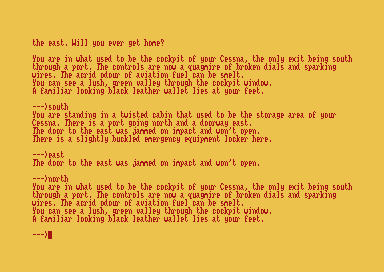 the east. Will you ever get home?
You are in what used to be the cockpit of your Cessna, the only exit being south
through a port. The controls are now a quagmire of broken dials and sparking
wires. The acrid odour of aviation fuel can be smelt.
You can see a lush, green valley through the cockpit window.
A familiar looking black leather wallet lies at your feet.
--->south
You are standing in a twisted cabin that used to be the storage area of your
Cessna. There is a port going north and a doorway east.
The door to the east was jammed on impact and won't open.
There is a slightly buckled emergency equipment locker here.
--->east
The door to the east was jammed on impact and won't open.
--->north
You are in what used to be the cockpit of your Cessna, the only exit being south
through a port. The controls are now a quagmire of broken dials and sparking
wires. The acrid odour of aviation fuel can be smelt.
You can see a lush, green valley through the cockpit window.
A familiar looking black leather wallet lies at your feet.
--->